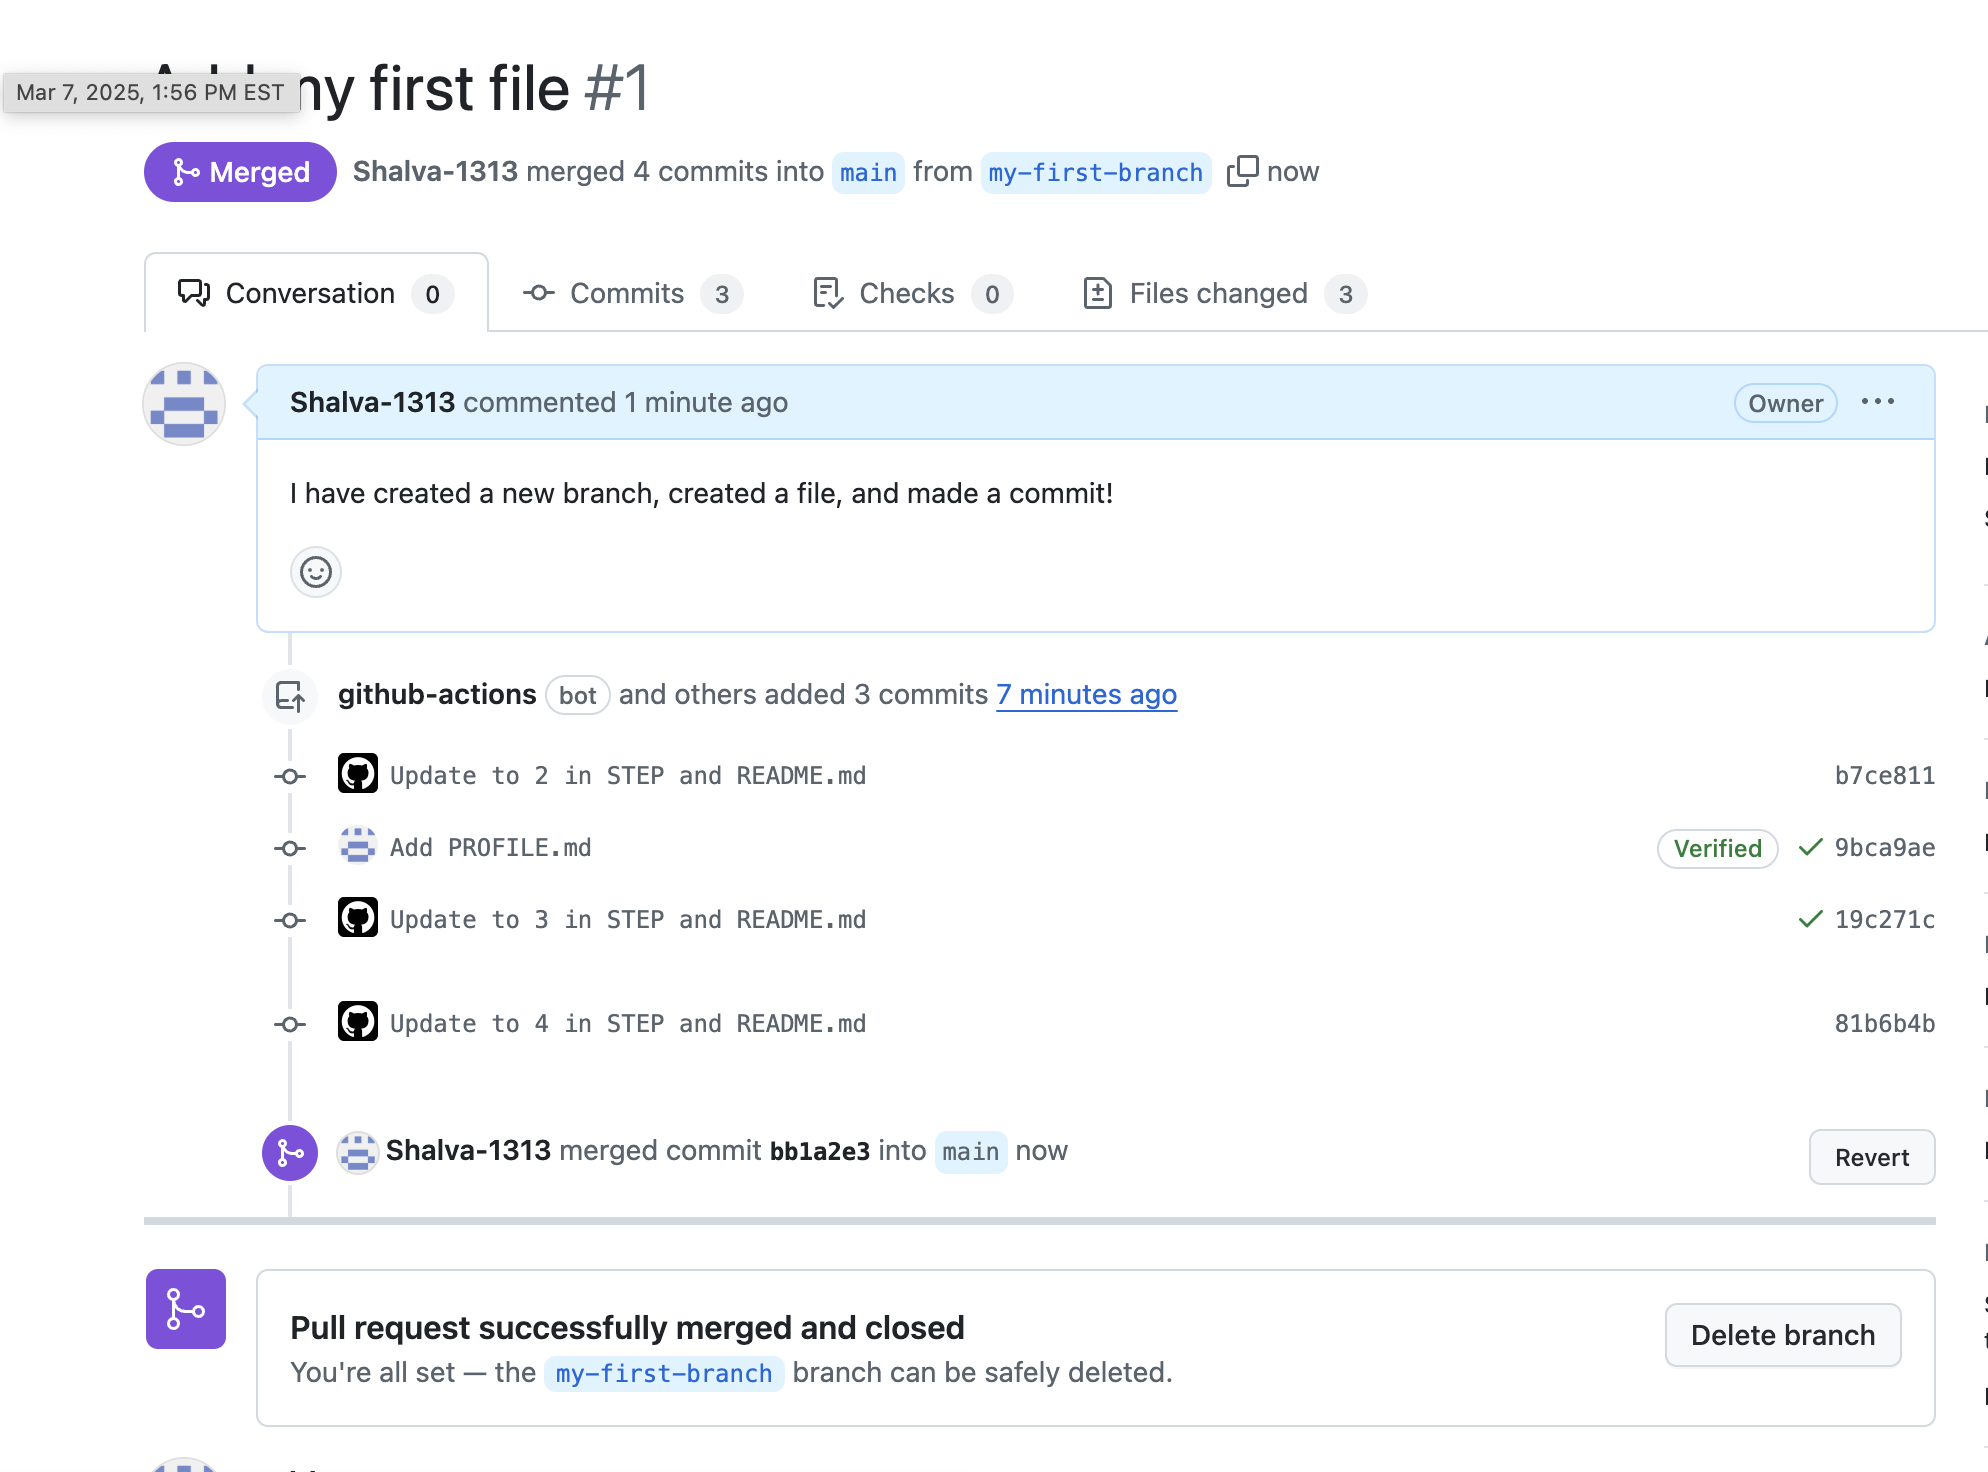 my first file #1
Mar 7, 2025, 1:56 PM EST
Merged
Shalva-1313 merged 4 commits into main from my-first-branch now
Conversation 0
Commits 3
Checks 0
Files changed 3
Shalva-1313 commented 1 minute ago
Owner
I have created a new branch, created a file, and made a commit!
github-actions bot and others added 3 commits 7 minutes ago
Update to 2 in STEP and README.md
b7ce811
Add PROFILE.md
Verified
9bca9ae
Update to 3 in STEP and README.md
19c271c
Update to 4 in STEP and README.md
81b6b4b
Shalva-1313 merged commit bb1a2e3 into main now
Revert
Pull request successfully merged and closed
Delete branch
You're all set — the my-first-branch branch can be safely deleted.